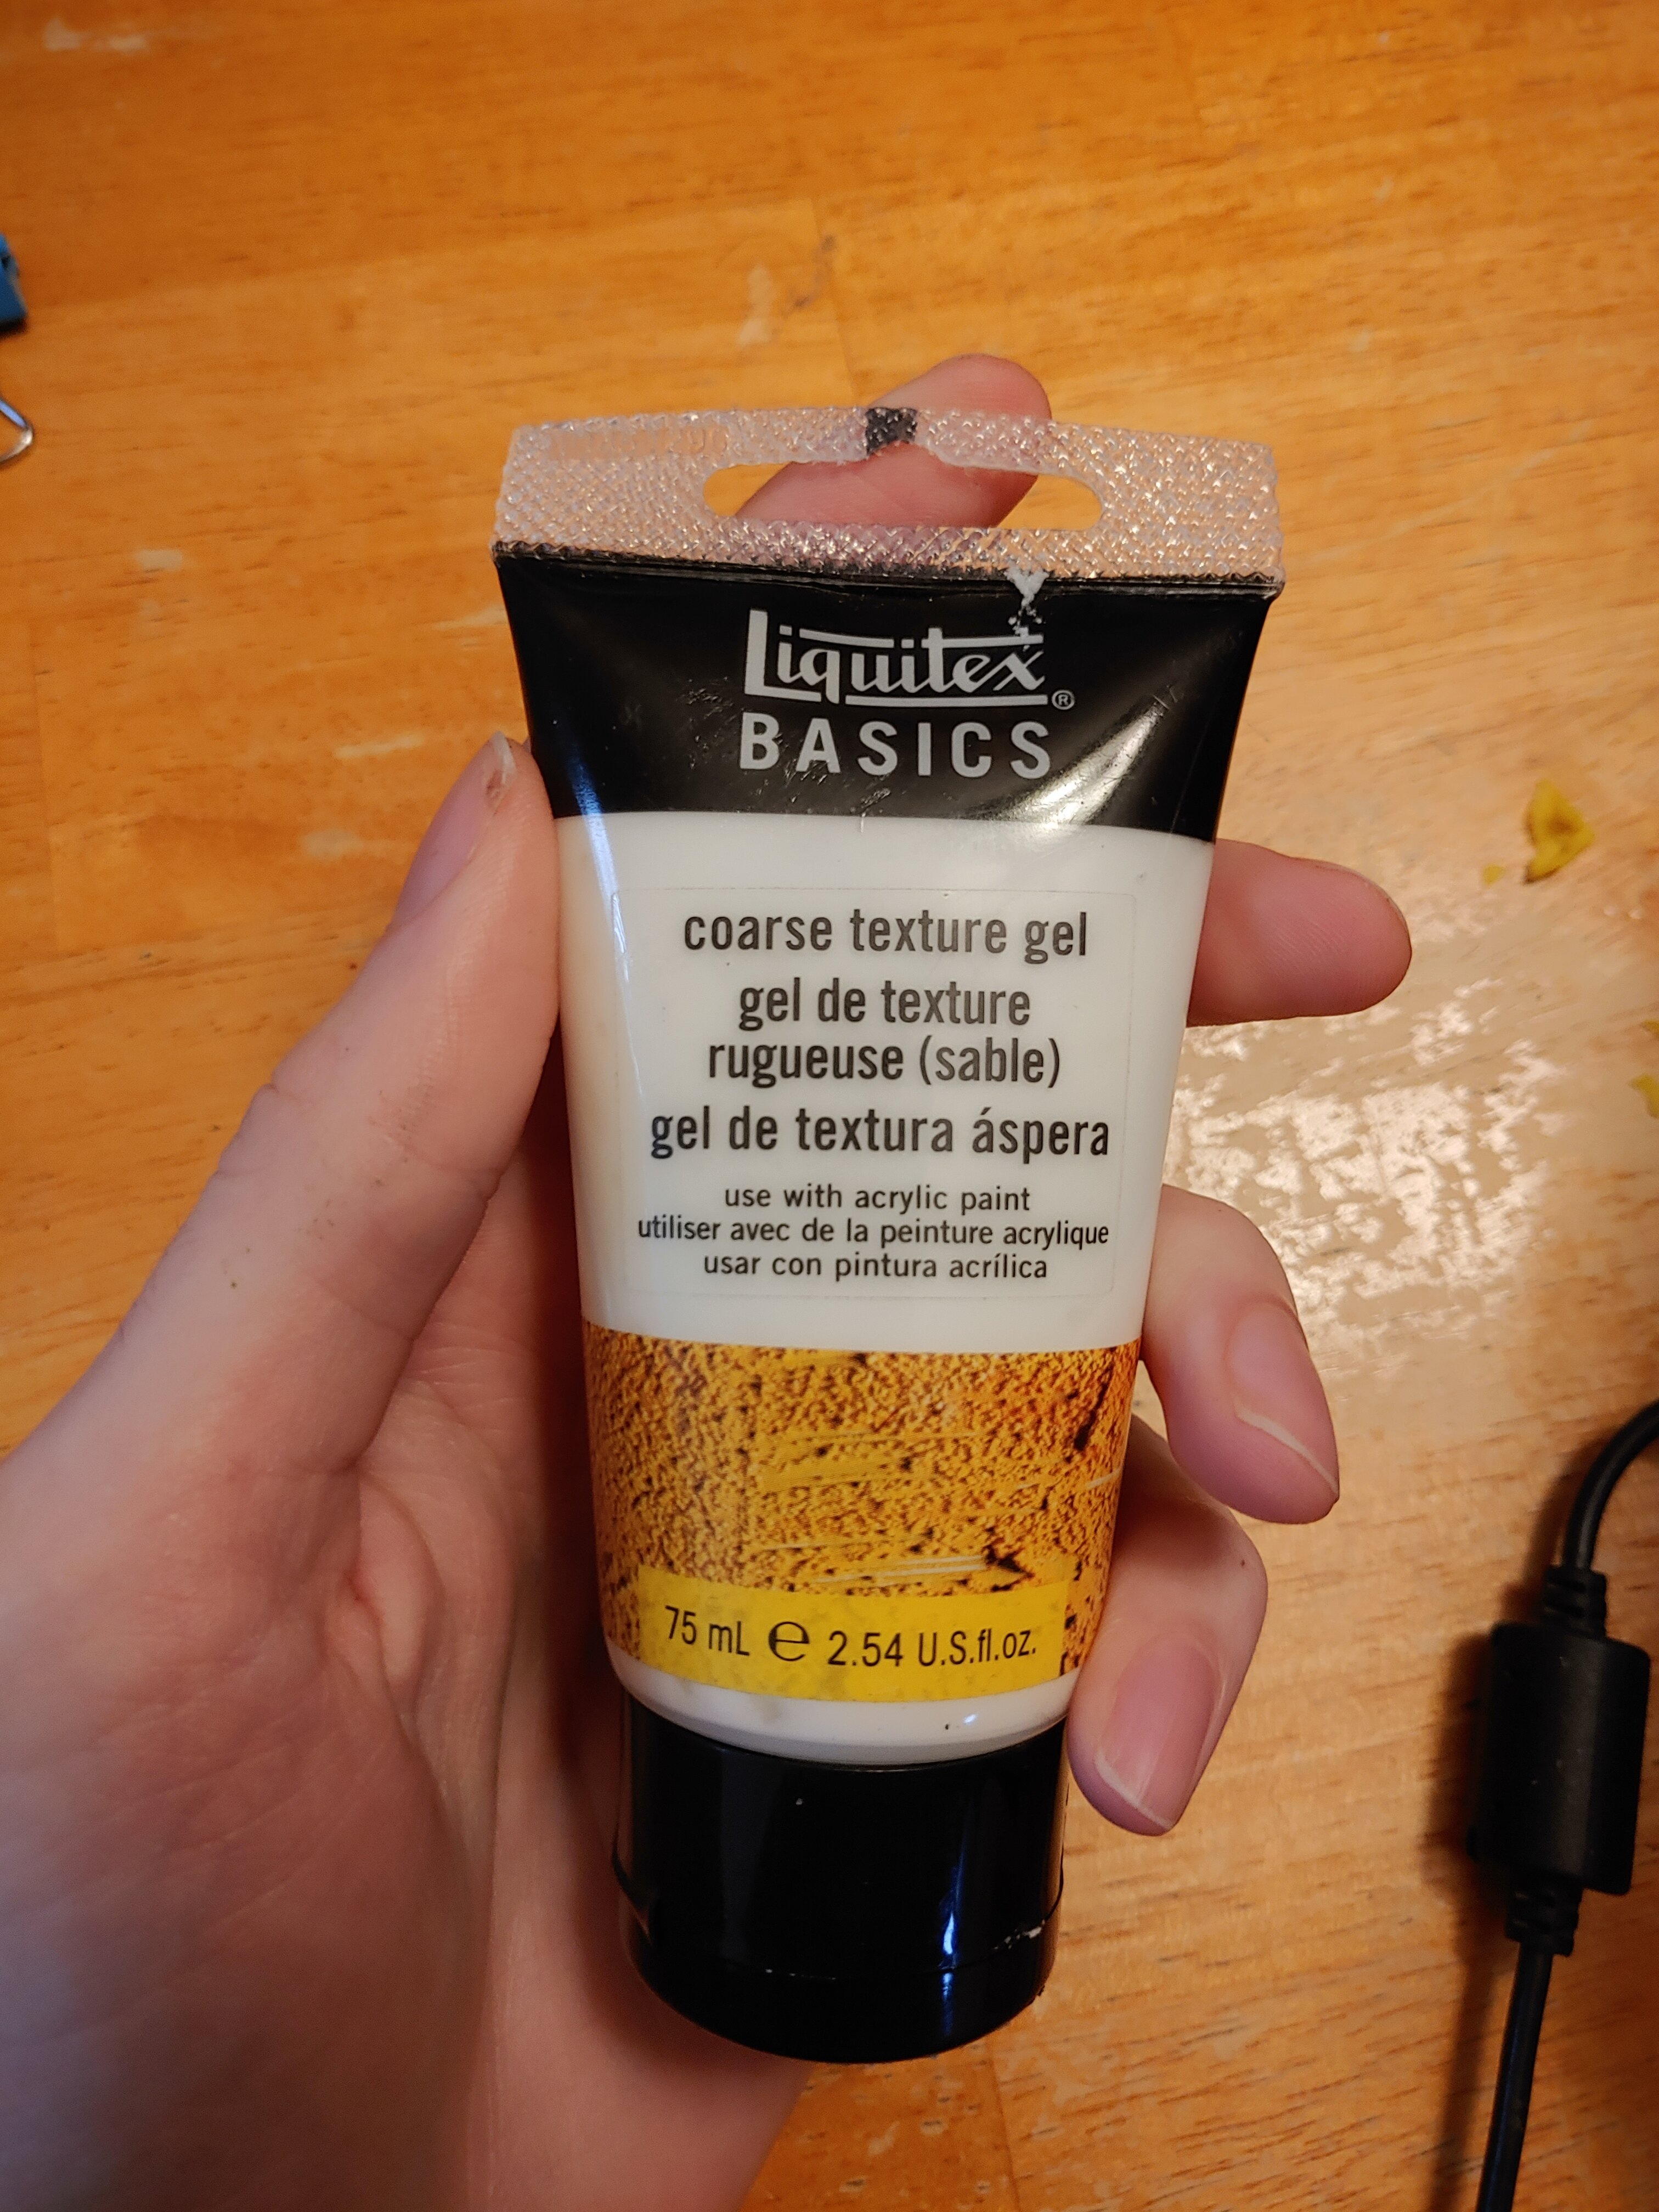 Liquitex®
BASICS
coarse texture gel
gel de texture
rugueuse (sable)
gel de textura áspera
use with acrylic paint
utiliser avec de la peinture acrylique
usar con pintura acrílica
75 mL ℮ 2.54 U.S.fl.oz.